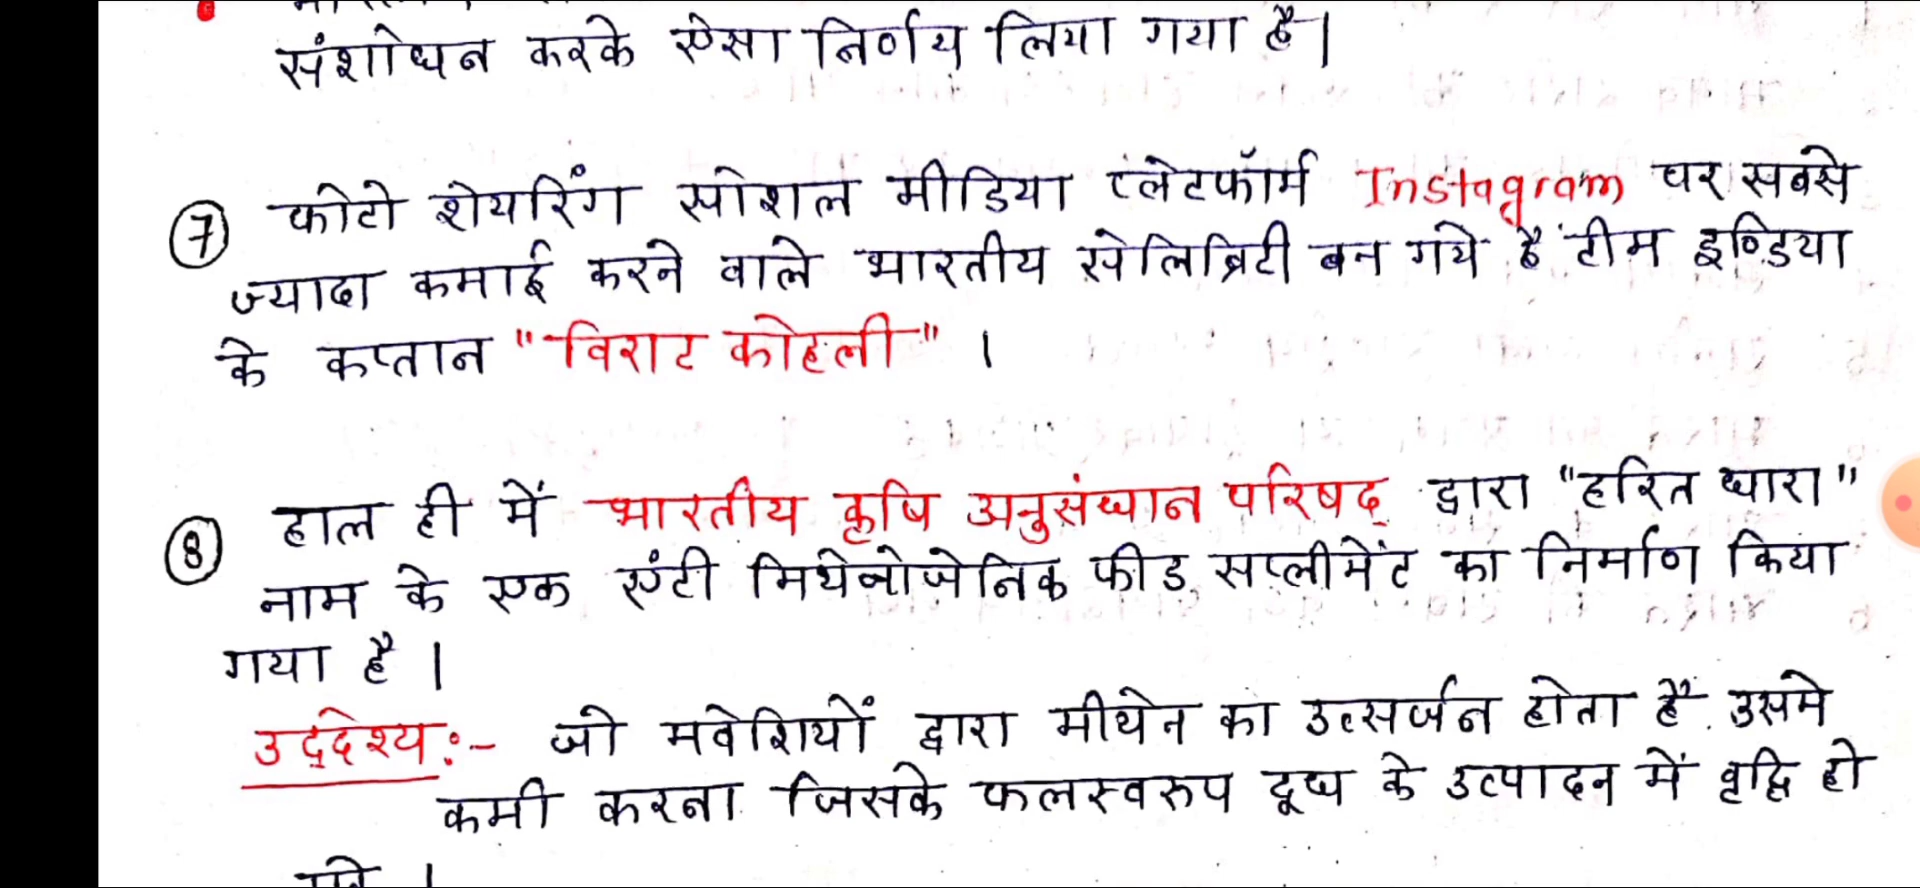 संशोधन करके ऐसा निर्णय लिया गया है।
⑦ फोटो शेयरिंग सोशल मीडिया प्लेटफॉर्म Instagram पर सबसे
ज्यादा कमाई करने वाले भारतीय सेलिब्रिटी बन गये हैं टीम इण्डिया
के कप्तान "विराट कोहली" ।
⑧ हाल ही में भारतीय कृषि अनुसंधान परिषद् द्वारा "हरित धारा"
नाम के एक एंटी मिथेनोजेनिक फीड सप्लीमेंट का निर्माण किया
गया है ।
उद्देश्य:- जो मवेशियों द्वारा मीथेन का उत्सर्जन होता है उसमे
कमी करना जिसके फलस्वरुप दूध के उत्पादन में वृद्धि हो